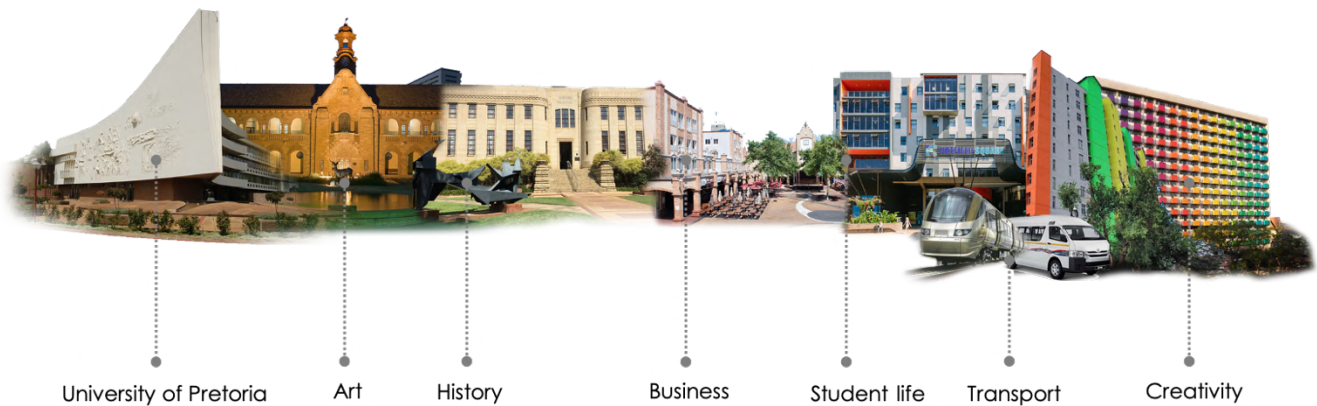 University of Pretoria
Art
History
Business
Student life
Transport
Creativity